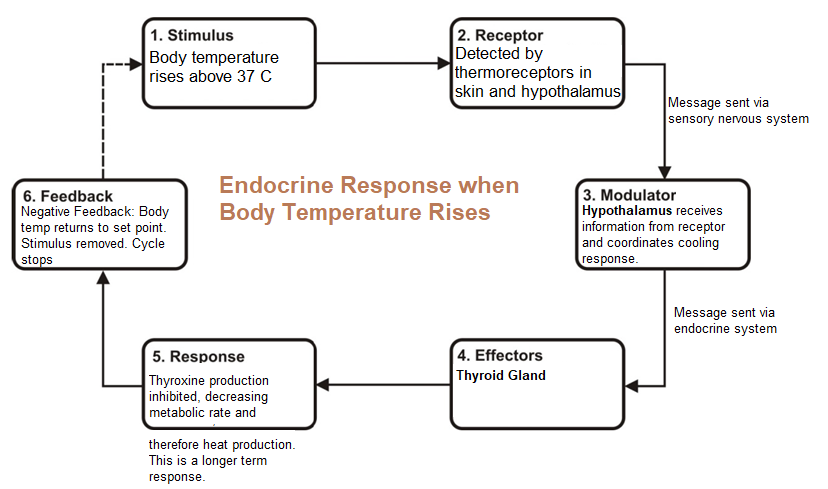 1. Stimulus
Body temperature
rises above 37 C
2. Receptor
Detected by
thermoreceptors in
skin and hypothalamus
Message sent via
sensory nervous system
3. Modulator
Hypothalamus receives
information from receptor
and coordinates cooling
response.
Message sent via
endocrine system
4. Effectors
Thyroid Gland
5. Response
Thyroxine production
inhibited, decreasing
metabolic rate and
therefore heat production.
This is a longer term
response.
6. Feedback
Negative Feedback: Body
temp returns to set point.
Stimulus removed. Cycle
stops
Endocrine Response when
Body Temperature Rises